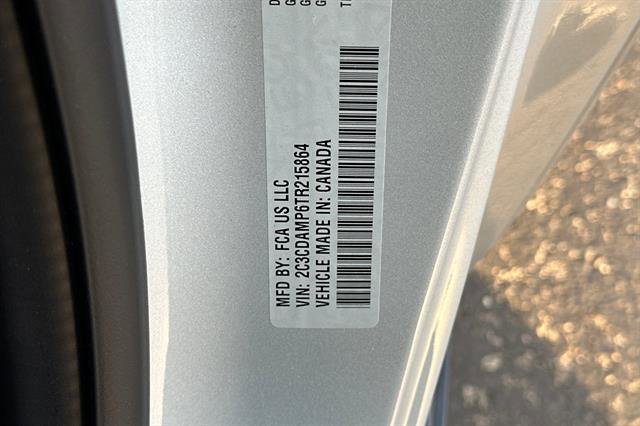 MFD BY: FCA US LLC
VIN: 2C3CDAMP6TR215864
VEHICLE MADE IN: CANADA